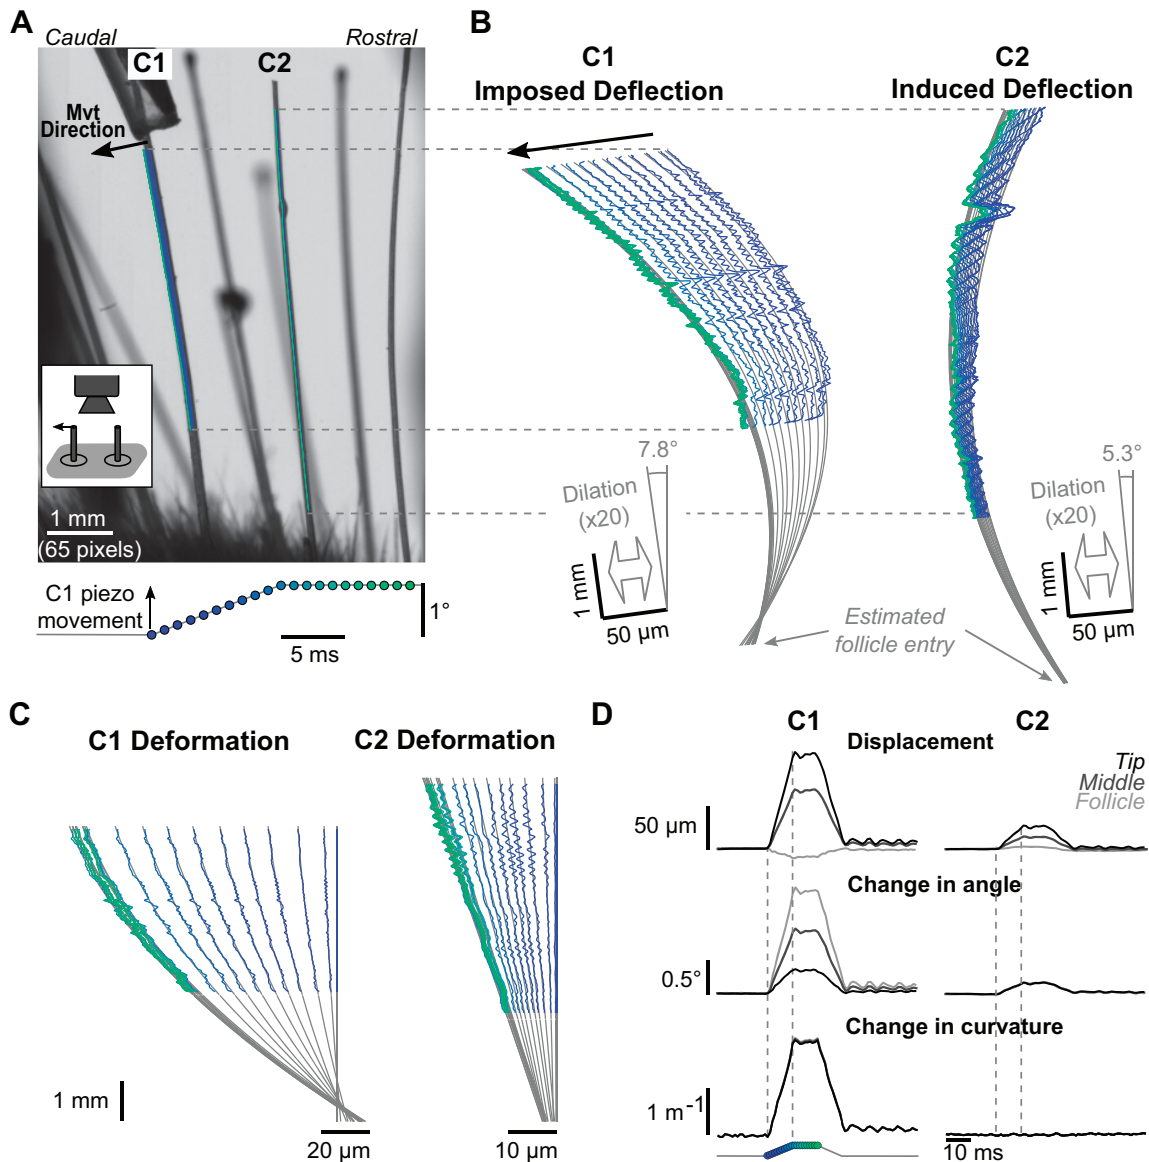 A
Caudal
Rostral
C1
C2
Mvt
Direction
1 mm
(65 pixels)
C1 piezo
movement
1°
5 ms
B
C1
Imposed Deflection
C2
Induced Deflection
7.8°
Dilation
(x20)
1 mm
50 µm
5.3°
Dilation
(x20)
1 mm
50 µm
Estimated
follicle entry
C
C1 Deformation
C2 Deformation
1 mm
20 µm
10 µm
D
C1
C2
Displacement
Tip
Middle
Follicle
50 µm
Change in angle
0.5°
Change in curvature
1 m-1
10 ms